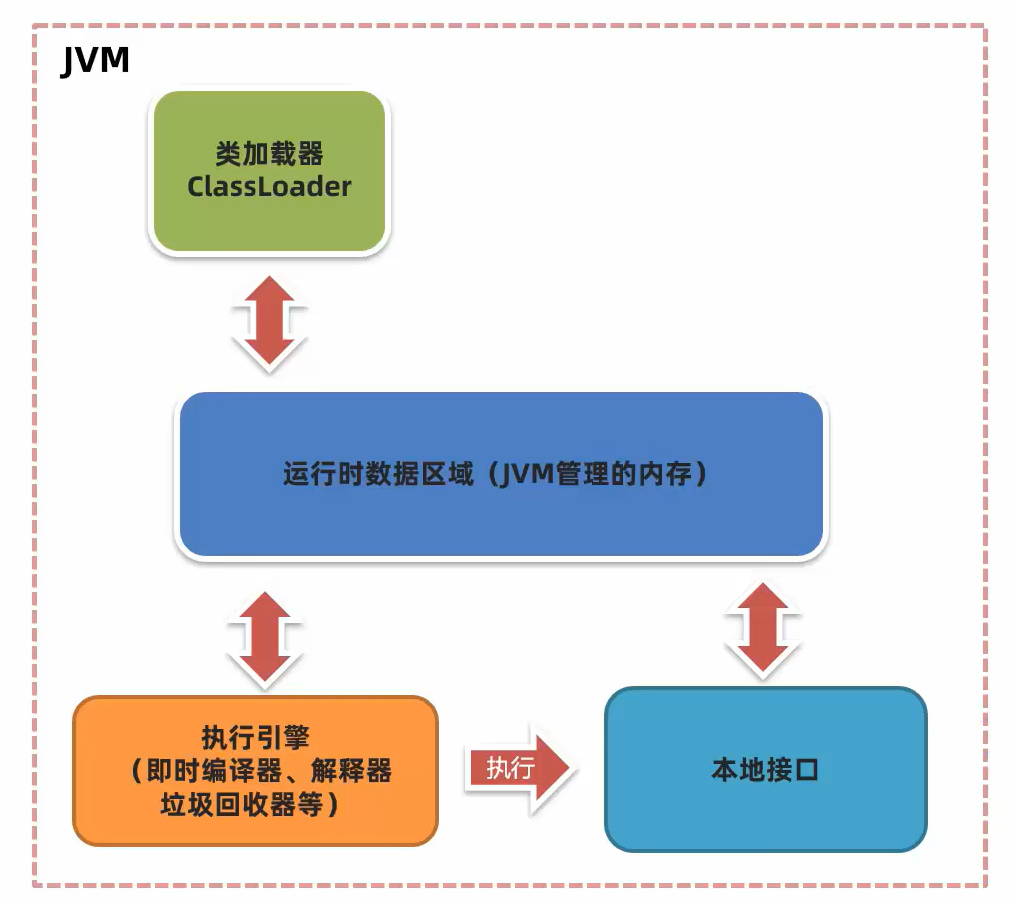 JVM
类加载器
ClassLoader
运行时数据区域（JVM管理的内存）
执行引擎
（即时编译器、解释器
垃圾回收器等）
执行
本地接口